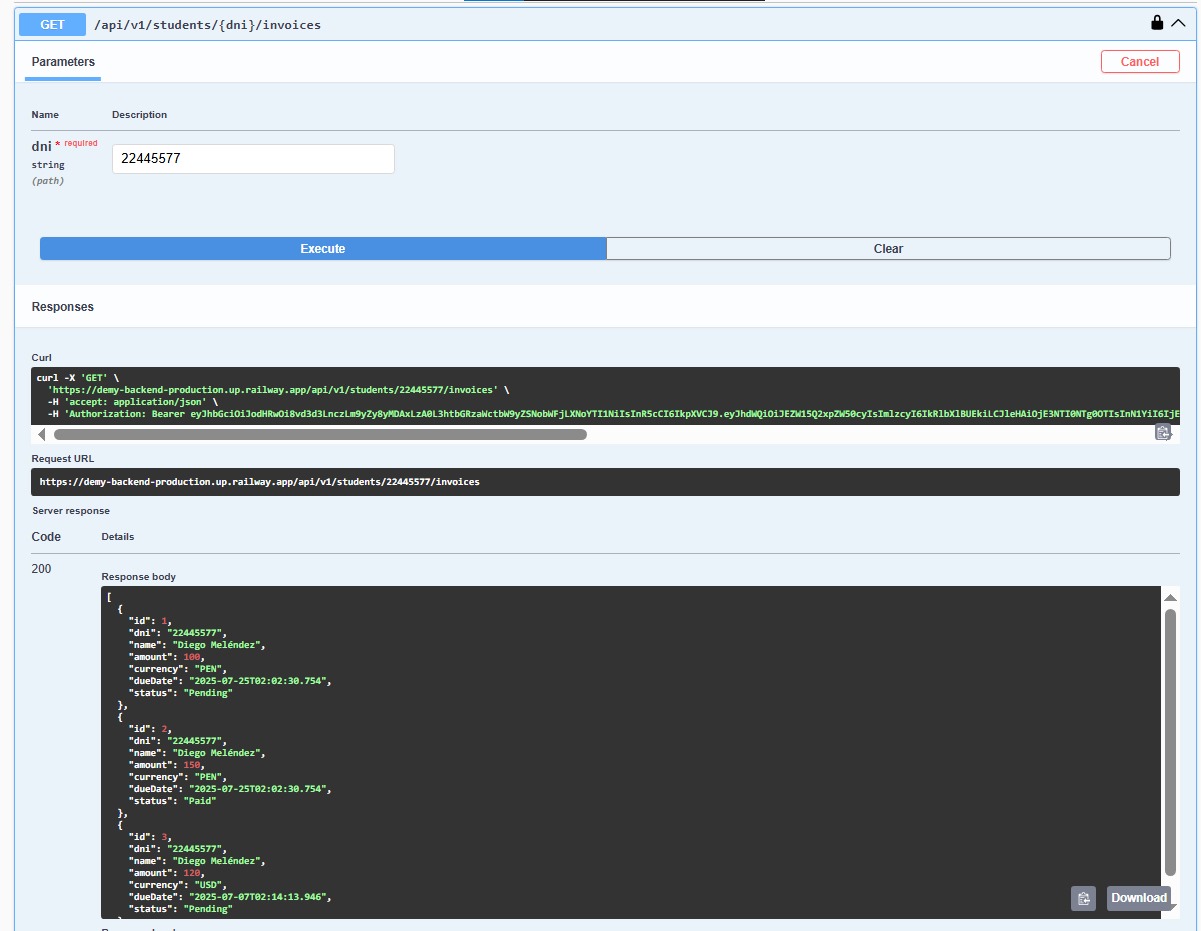 GET /api/v1/students/{dni}/invoices
Parameters
Cancel
Name Description
dni * required
string
(path)
22445577
Execute Clear
Responses
Curl
curl -X 'GET' \
'https://demy-backend-production.up.railway.app/api/v1/students/22445577/invoices' \
-H 'accept: application/json' \
-H 'Authorization: Bearer
Request URL
https://demy-backend-production.up.railway.app/api/v1/students/22445577/invoices
Server response
Code Details
200
Response body
[
{
"id": 1,
"dni": "22445577",
"name": "Diego Meléndez",
"amount": 100,
"currency": "PEN",
"dueDate": "2025-07-25T02:02:30.754",
"status": "Pending"
},
{
"id": 2,
"dni": "22445577",
"name": "Diego Meléndez",
"amount": 150,
"currency": "PEN",
"dueDate": "2025-07-25T02:02:30.754",
"status": "Paid"
},
{
"id": 3,
"dni": "22445577",
"name": "Diego Meléndez",
"amount": 120,
"currency": "USD",
"dueDate": "2025-07-07T02:14:13.946",
"status": "Pending"
Download